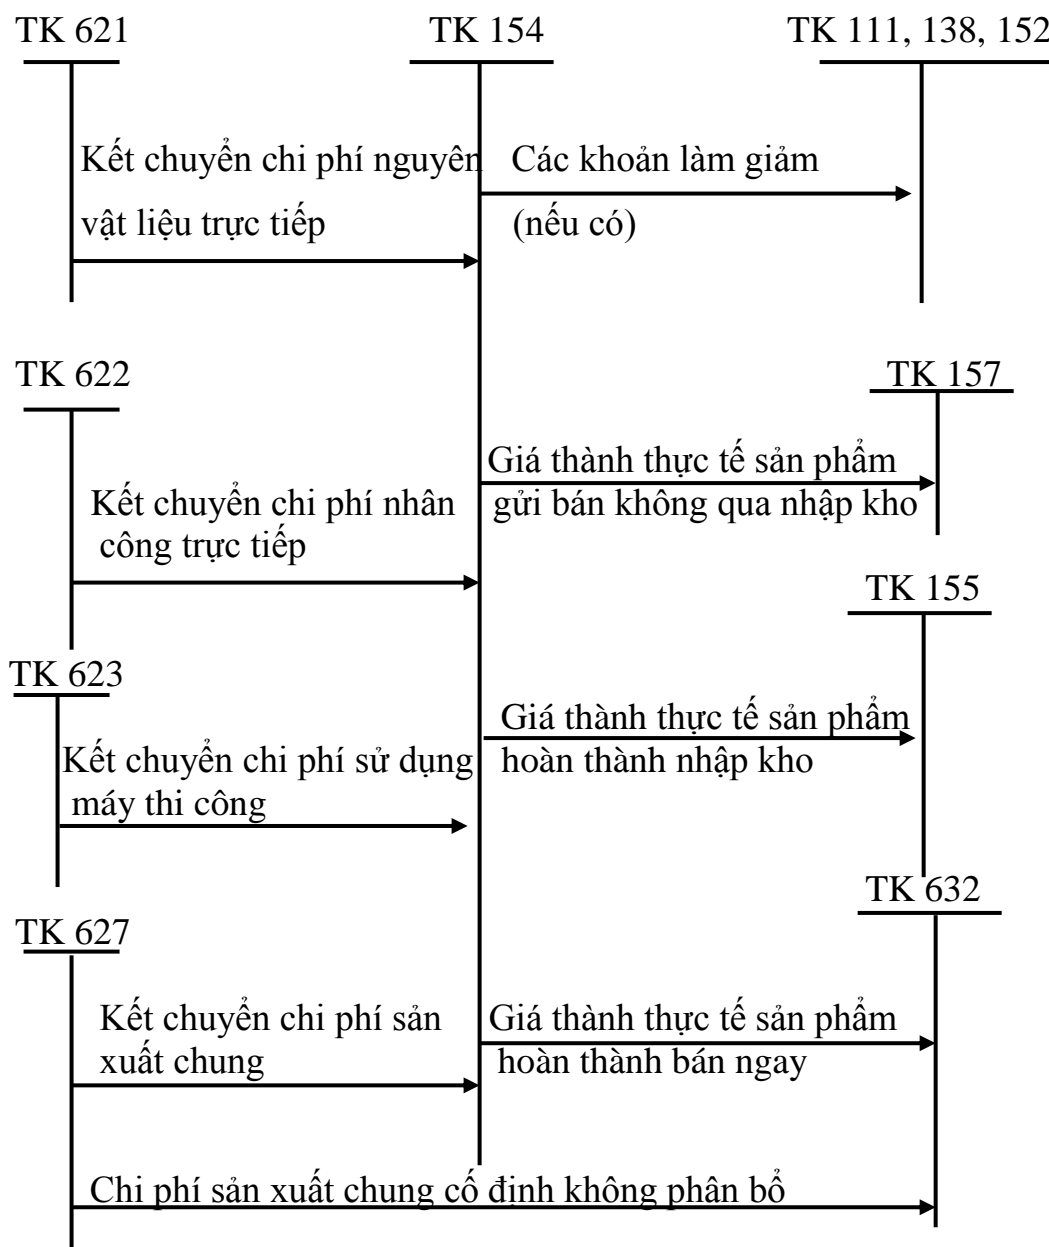 TK 621
TK 154
TK 111, 138, 152
Kết chuyển chi phí nguyên
vật liệu trực tiếp
Các khoản làm giảm
(nếu có)
TK 622
TK 157
Kết chuyển chi phí nhân
công trực tiếp
Giá thành thực tế sản phẩm
gửi bán không qua nhập kho
TK 155
TK 623
Kết chuyển chi phí sử dụng
máy thi công
Giá thành thực tế sản phẩm
hoàn thành nhập kho
TK 632
TK 627
Kết chuyển chi phí sản
xuất chung
Giá thành thực tế sản phẩm
hoàn thành bán ngay
Chi phí sản xuất chung cố định không phân bổ